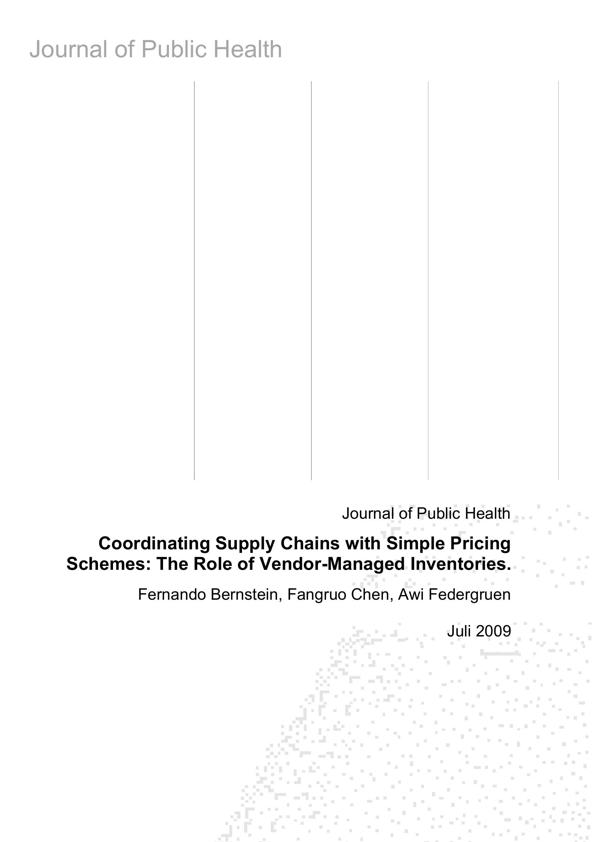 Journal of Public Health
Journal of Public Health
Coordinating Supply Chains with Simple Pricing
Schemes: The Role of Vendor-Managed Inventories.
Fernando Bernstein, Fangruo Chen, Awi Federgruen
Juli 2009